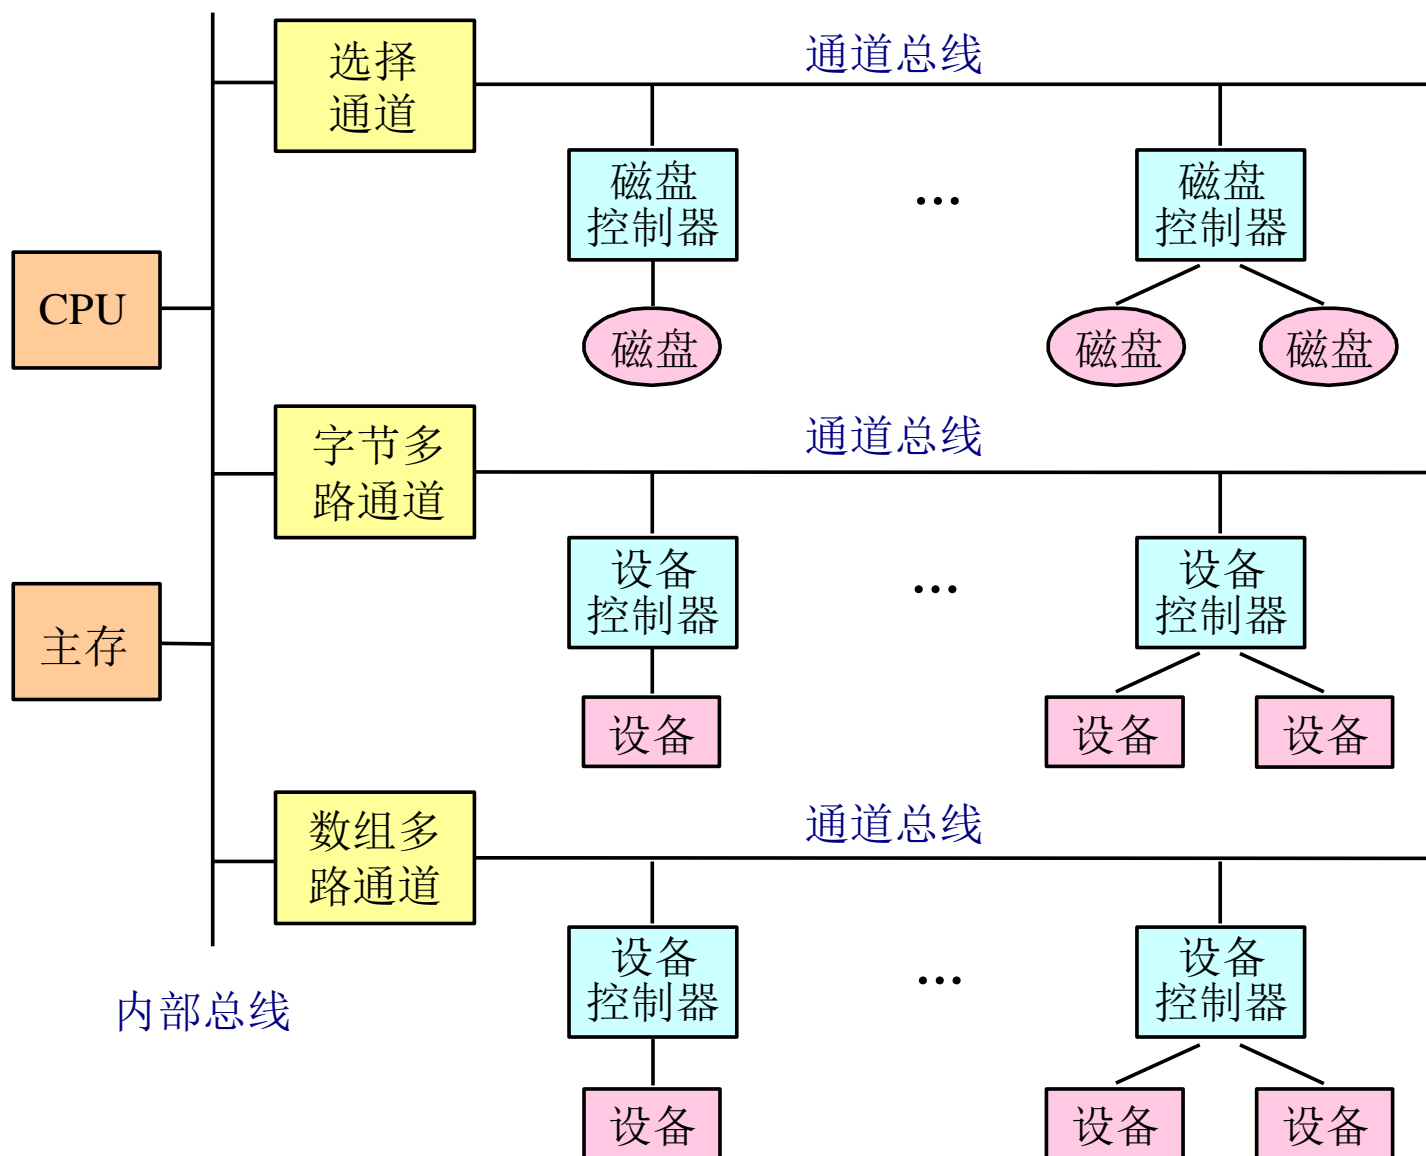 选择
通道
通道总线
磁盘
控制器
...
磁盘
控制器
CPU
磁盘
磁盘
磁盘
字节多
路通道
通道总线
设备
控制器
...
设备
控制器
主存
设备
设备
设备
数组多
路通道
通道总线
设备
控制器
...
设备
控制器
内部总线
设备
设备
设备